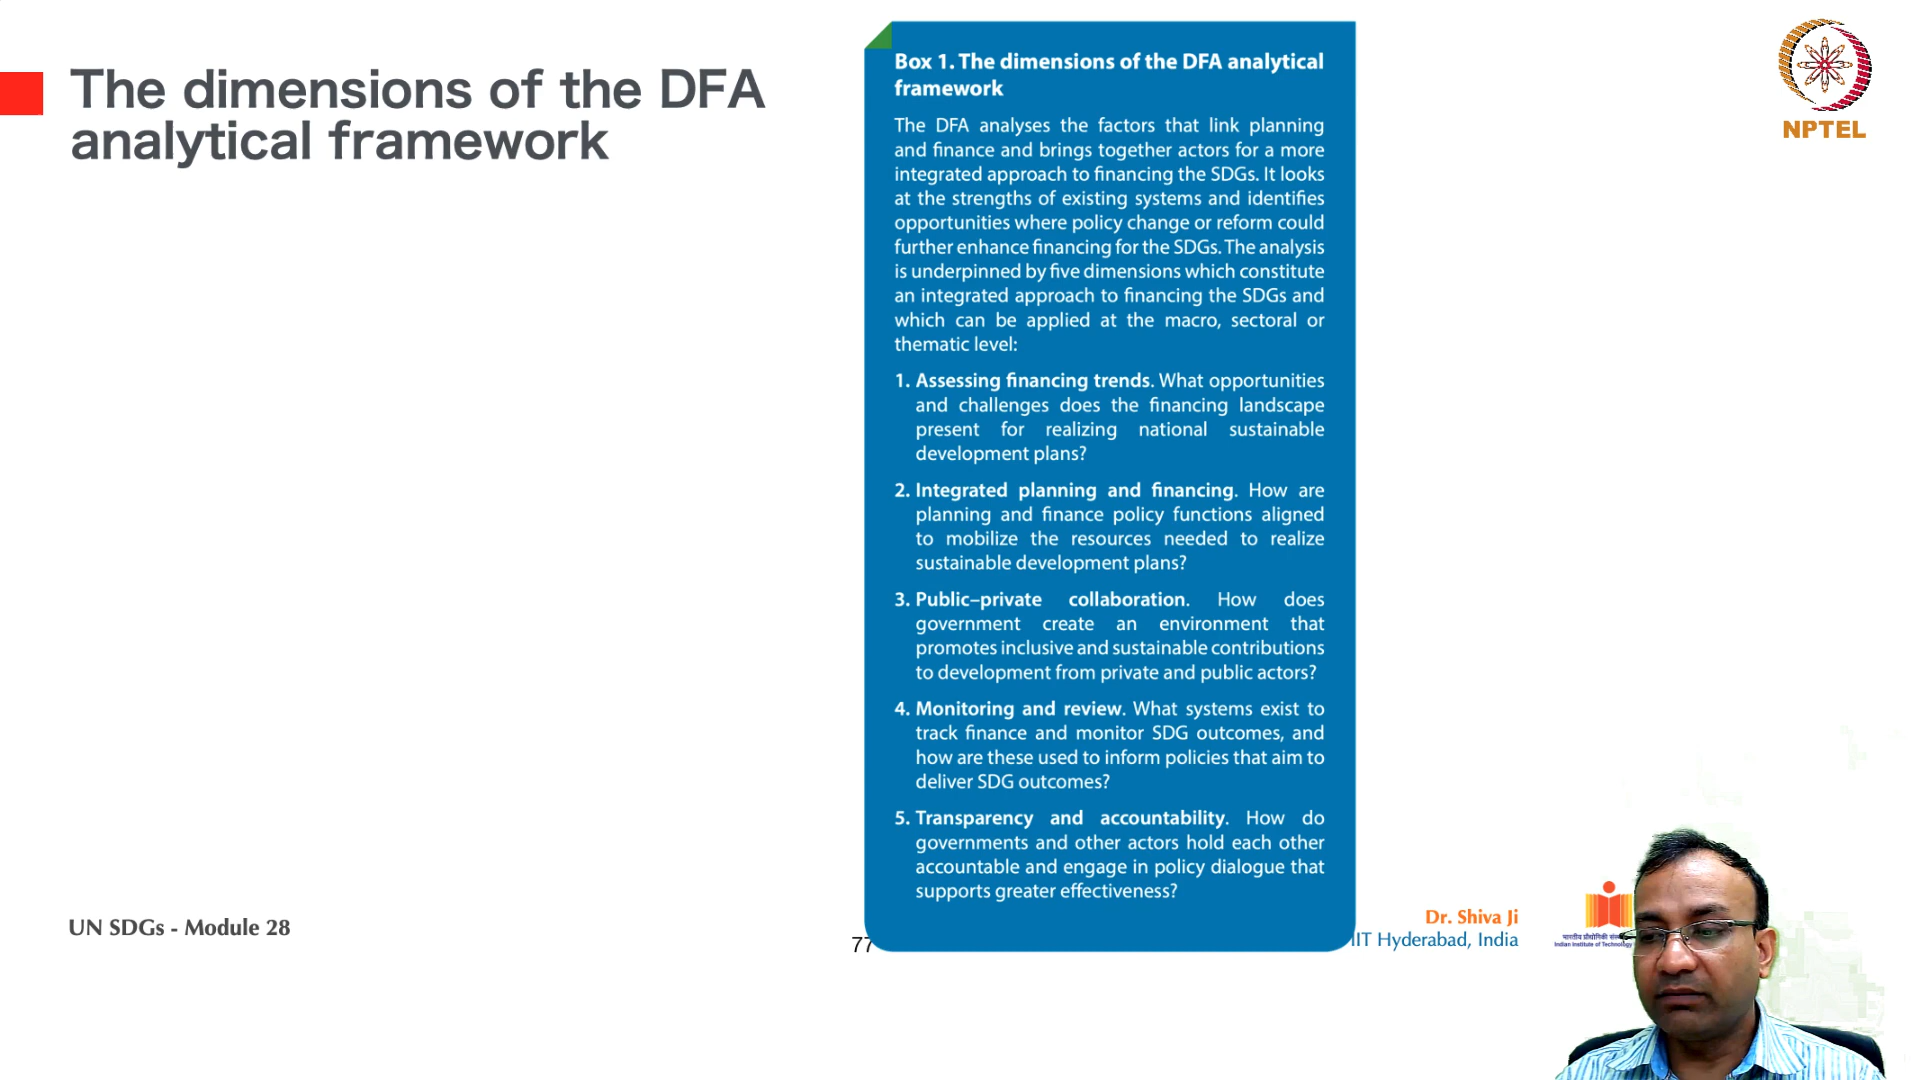 The dimensions of the DFA
analytical framework
Box 1. The dimensions of the DFA analytical
framework
The DFA analyses the factors that link planning
and finance and brings together actors for a more
integrated approach to financing the SDGs. It looks
at the strengths of existing systems and identifies
opportunities where policy change or reform could
further enhance financing for the SDGs. The analysis
is underpinned by five dimensions which constitute
an integrated approach to financing the SDGs and
which can be applied at the macro, sectoral or
thematic level:
1. Assessing financing trends. What opportunities
and challenges does the financing landscape
present for realizing national sustainable
development plans?
2. Integrated planning and financing. How are
planning and finance policy functions aligned
to mobilize the resources needed to realize
sustainable development plans?
3. Public–private collaboration. How does
government create an environment that
promotes inclusive and sustainable contributions
to development from private and public actors?
4. Monitoring and review. What systems exist to
track finance and monitor SDG outcomes, and
how are these used to inform policies that aim to
deliver SDG outcomes?
5. Transparency and accountability. How do
governments and other actors hold each other
accountable and engage in policy dialogue that
supports greater effectiveness?
NPTEL
UN SDGs - Module 28
77
Dr. Shiva Ji
IIT Hyderabad, India
भारतीय प्रौद्योगिकी
Indian Institute of Technology